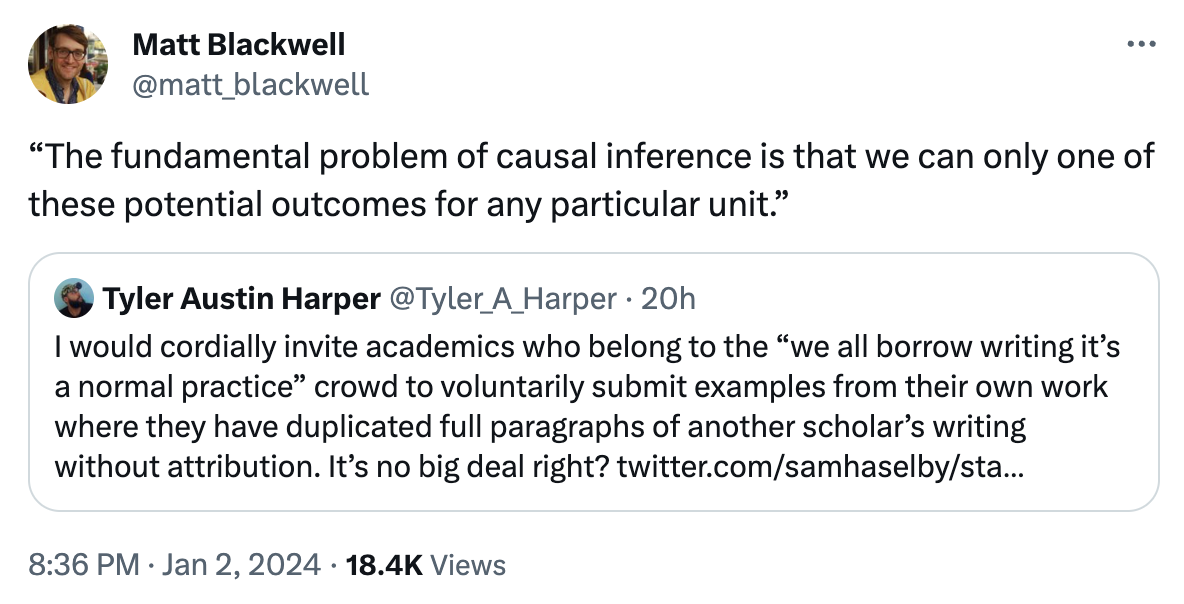 Matt Blackwell
@matt_blackwell
“The fundamental problem of causal inference is that we can only one of
these potential outcomes for any particular unit.”
Tyler Austin Harper @Tyler_A_Harper · 20h
I would cordially invite academics who belong to the “we all borrow writing it’s
a normal practice” crowd to voluntarily submit examples from their own work
where they have duplicated full paragraphs of another scholar’s writing
without attribution. It’s no big deal right? twitter.com/samhaselby/sta...
8:36 PM · Jan 2, 2024 · 18.4K Views